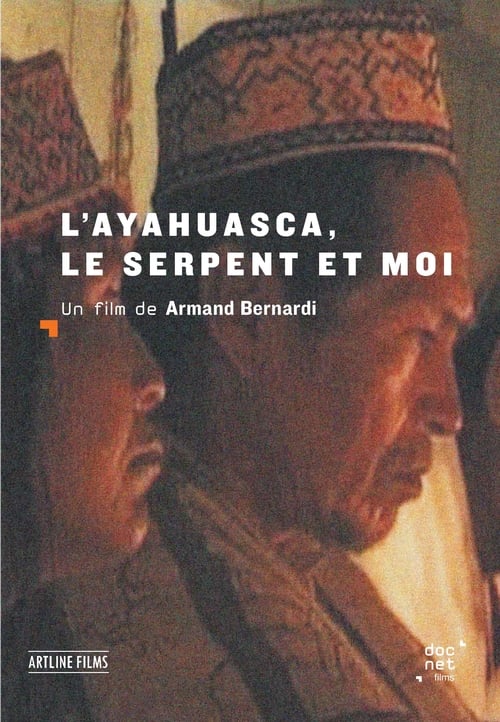 L'AYAHUASCA,
LE SERPENT ET MOI
Un film de Armand Bernardi
ARTLINE FILMS
doc
net
films